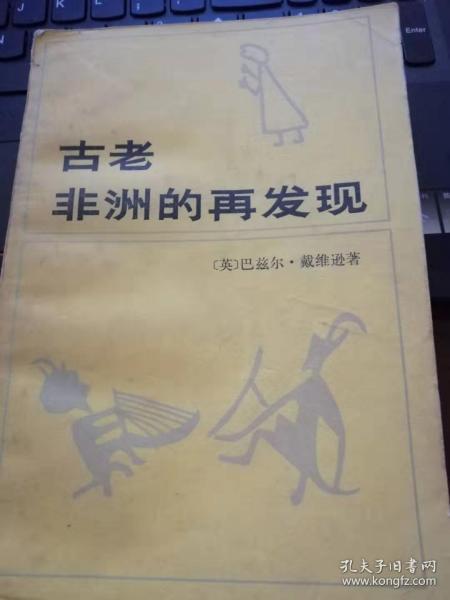 Enter
古老
非洲的再发现
〔英〕巴兹尔·戴维逊著
孔夫子旧书网
www.kongfz.com